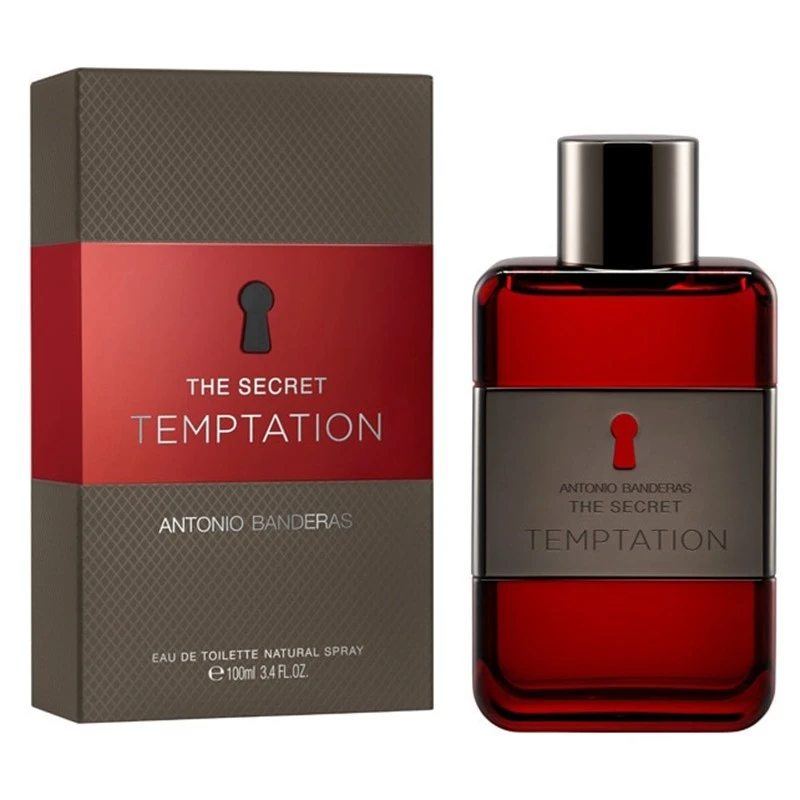 THE SECRET
TEMPTATION
ANTONIO BANDERAS
EAU DE TOILETTE NATURAL SPRAY
℮100ml 3.4 FL.OZ.
ANTONIO BANDERAS
THE SECRET
TEMPTATION